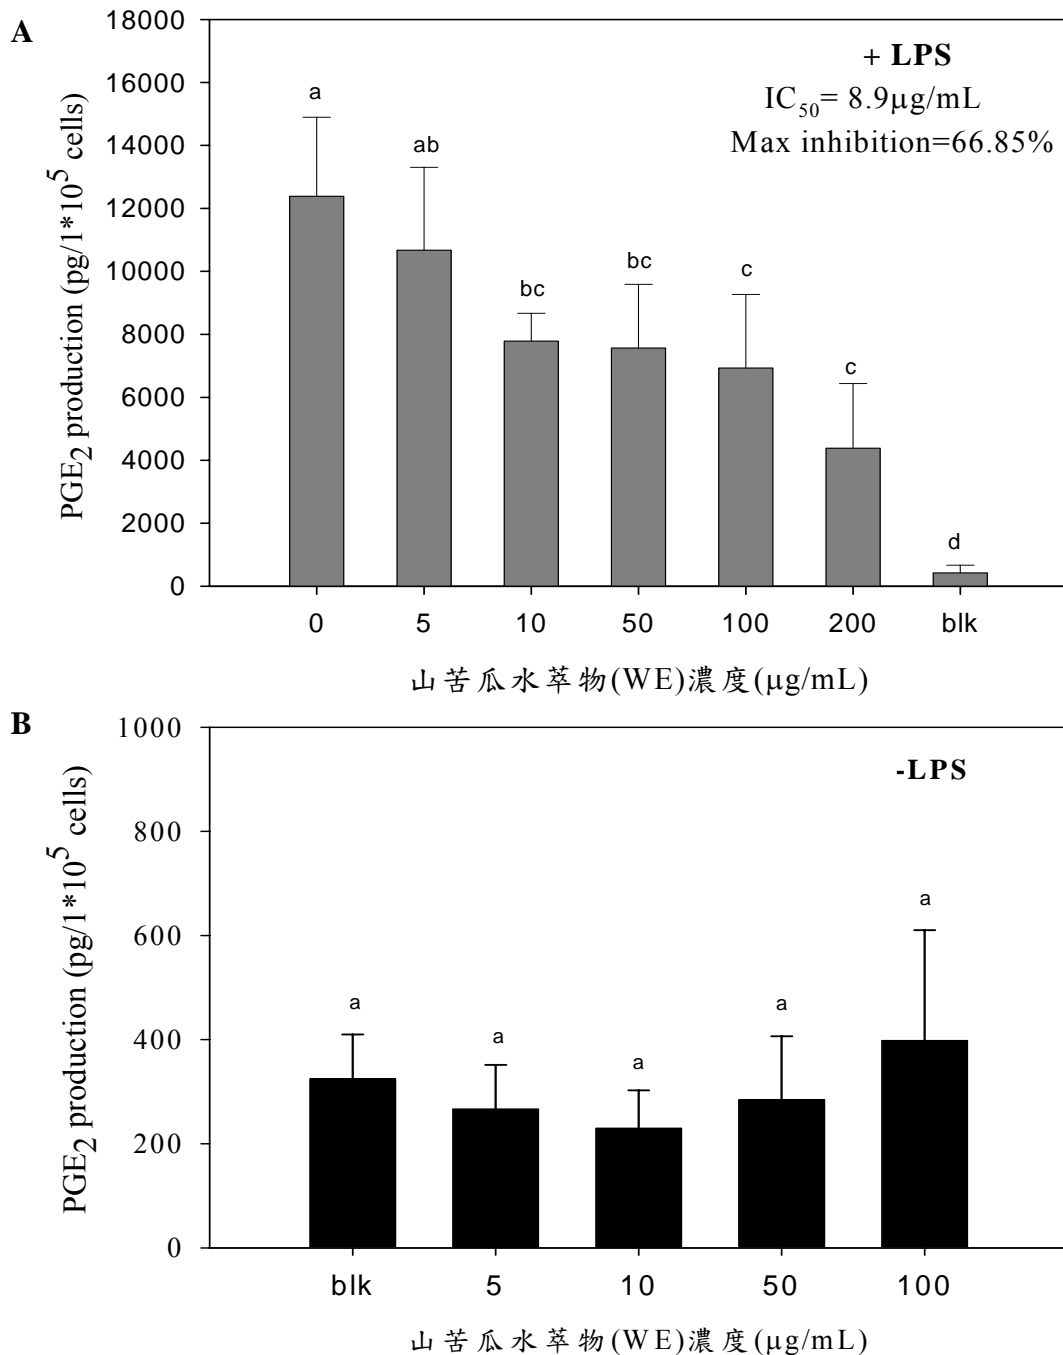 A
+ LPS
IC50= 8.9μg/mL
Max inhibition=66.85%
PGE2 production (pg/1*10^5 cells)
18000
16000
14000
12000
10000
8000
6000
4000
2000
0
a
ab
bc
bc
c
c
d
0 5 10 50 100 200 blk
山苦瓜水萃物(WE)濃度(μg/mL)
B
-LPS
PGE2 production (pg/1*10^5 cells)
1000
800
600
400
200
0
a
a
a
a
a
blk 5 10 50 100
山苦瓜水萃物(WE)濃度(μg/mL)